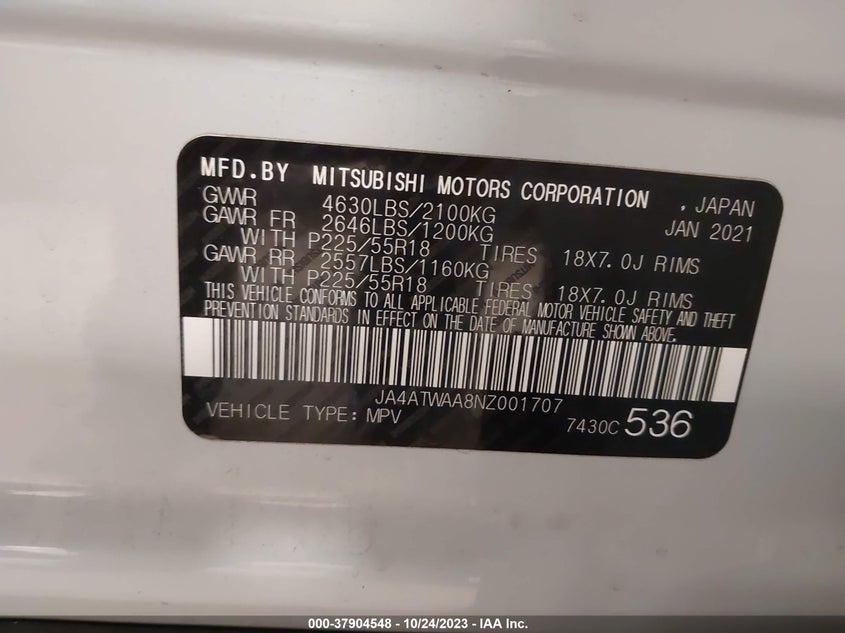 MFD.BY MITSUBISHI MOTORS CORPORATION , JAPAN
GVWR 4630LBS/2100KG JAN 2021
GAWR FR 2646LBS/1200KG
WITH P225/55R18 TIRES 18X7.0J RIMS
GAWR RR 2557LBS/1160KG
WITH P225/55R18 TIRES 18X7.0J RIMS
THIS VEHICLE CONFORMS TO ALL APPLICABLE FEDERAL MOTOR VEHICLE SAFETY AND THEFT
PREVENTION STANDARDS IN EFFECT ON THE DATE OF MANUFACTURE SHOWN ABOVE.
JA4ATWAA8NZ001707
VEHICLE TYPE: MPV 7430C 536
000-37904548 - 10/24/2023 - IAA Inc.